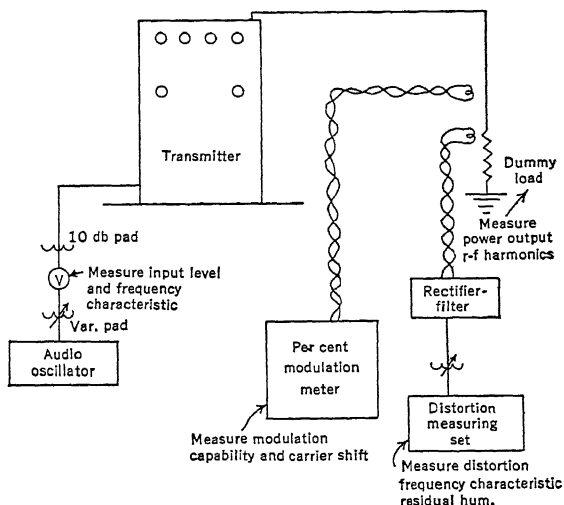 Transmitter
Dummy
load
10 db pad
Measure
power output
r-f harmonics
V
Measure input level
and frequency
characteristic
Rectifier-
filter
Var. pad
Audio
oscillator
Per cent
modulation
meter
Distortion
measuring
set
Measure modulation
capability and carrier shift
Measure distortion
frequency characteristic
residual hum.